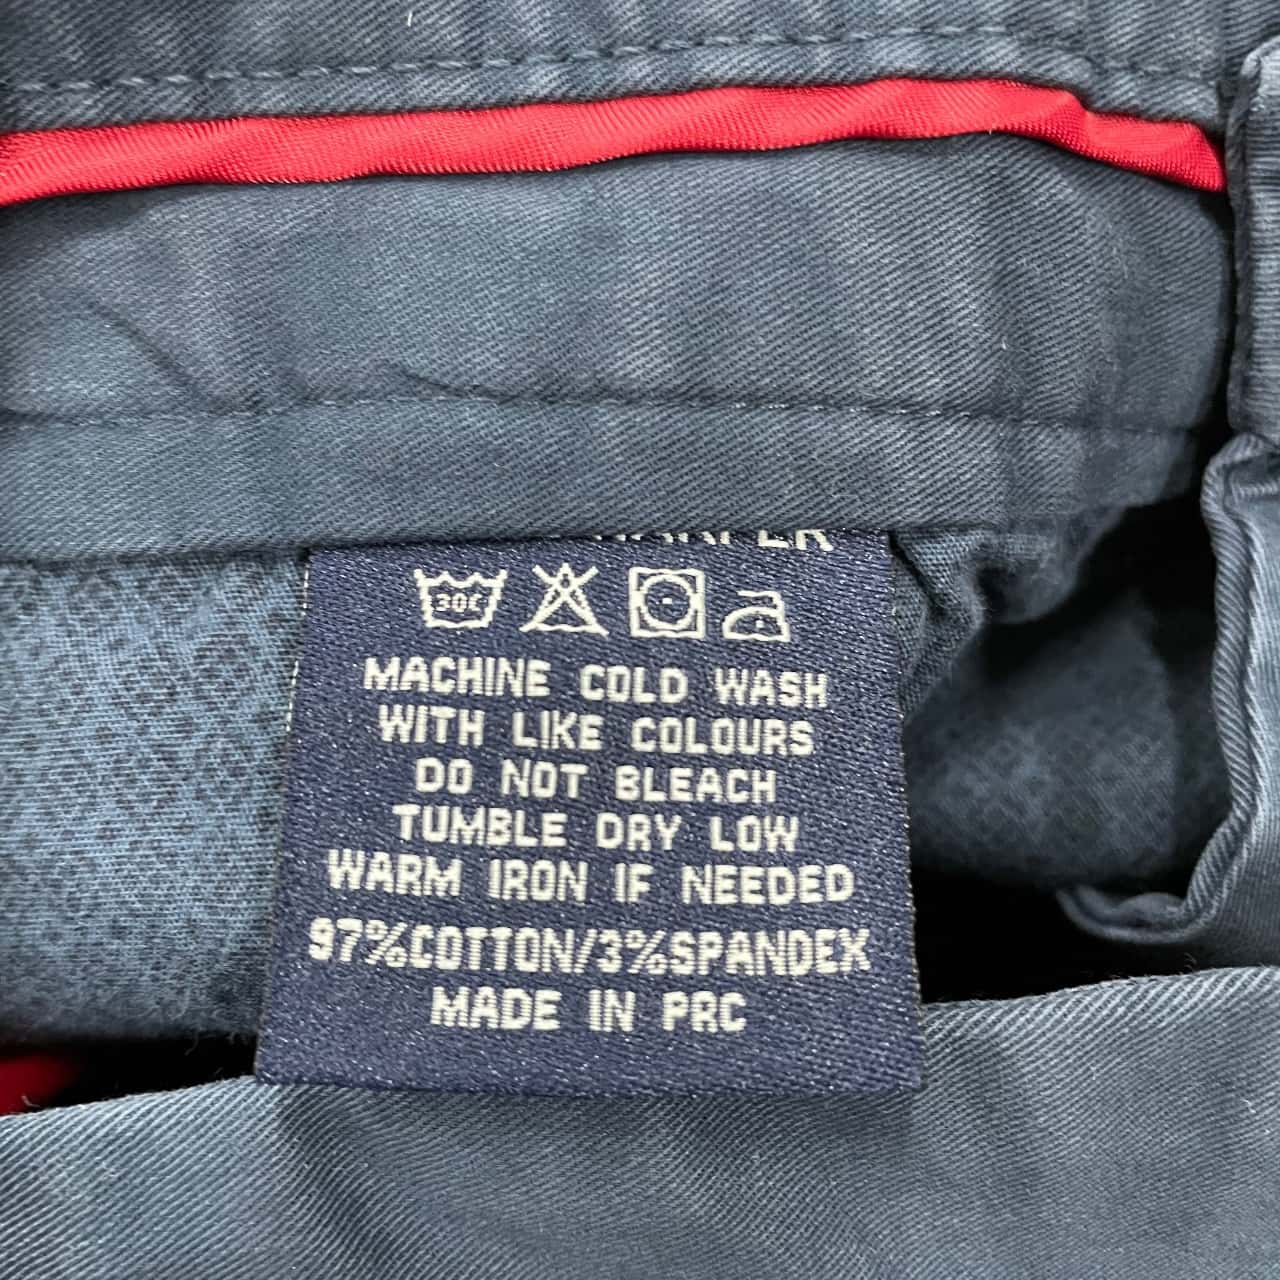 30C
MACHINE COLD WASH
WITH LIKE COLOURS
DO NOT BLEACH
TUMBLE DRY LOW
WARM IRON IF NEEDED
97%COTTON/3%SPANDEX
MADE IN PRC